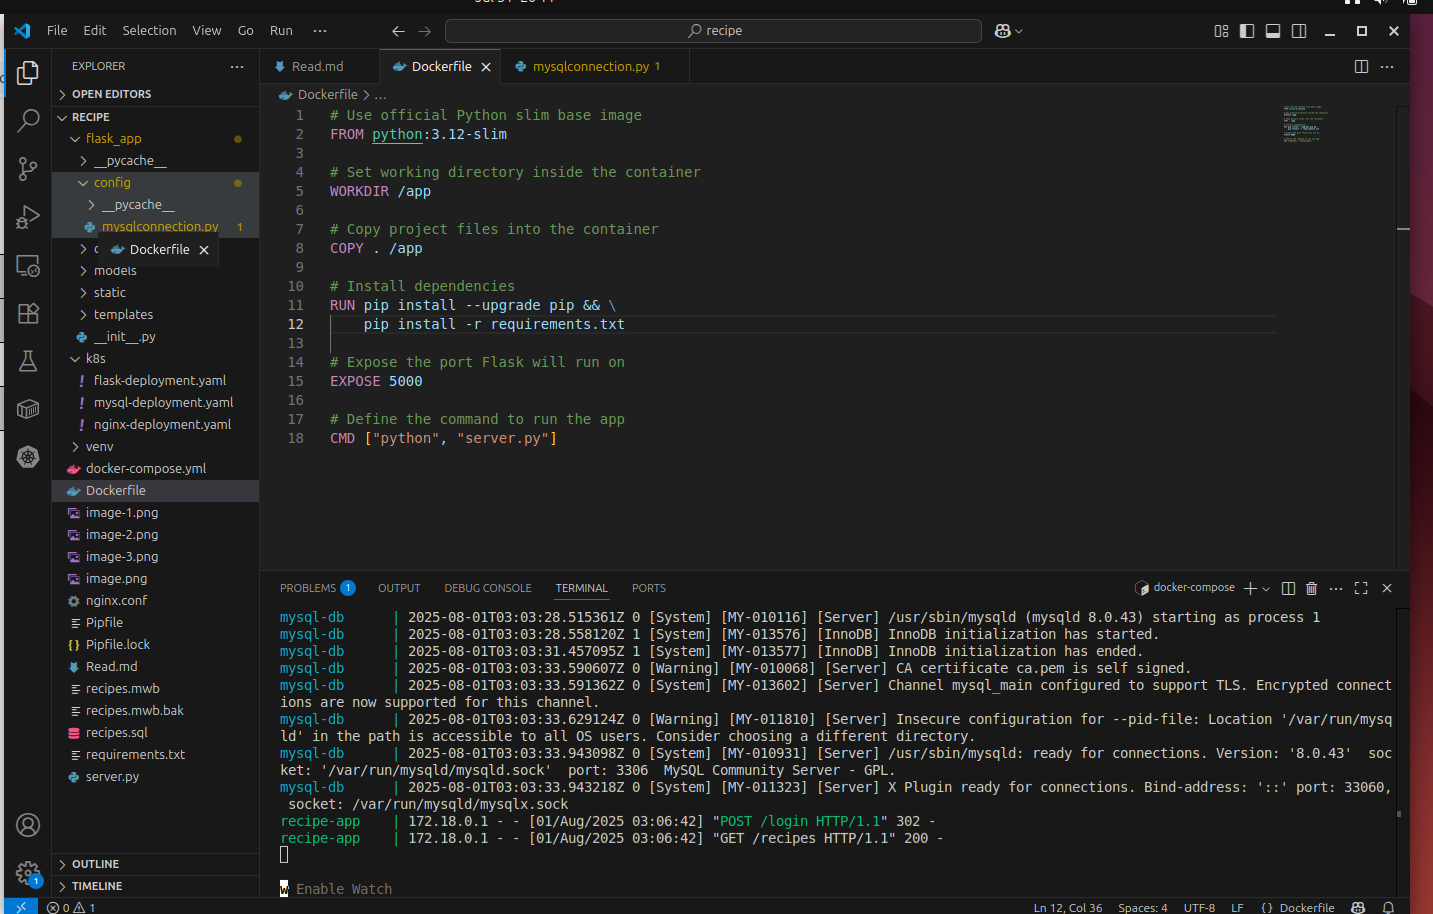 File Edit Selection View Go Run ···
recipe
EXPLORER
OPEN EDITORS
RECIPE
flask_app
__pycache__
config
__pycache__
mysqlconnection.py 1
Dockerfile
models
static
templates
__init__.py
k8s
flask-deployment.yaml
mysql-deployment.yaml
nginx-deployment.yaml
venv
docker-compose.yml
Dockerfile
image-1.png
image-2.png
image-3.png
image.png
nginx.conf
Pipfile
Pipfile.lock
Read.md
recipes.mwb
recipes.mwb.bak
recipes.sql
requirements.txt
server.py
OUTLINE
TIMELINE
1
Read.md Dockerfile mysqlconnection.py 1
Dockerfile > ...
1 # Use official Python slim base image
2 FROM python:3.12-slim
3
4 # Set working directory inside the container
5 WORKDIR /app
6
7 # Copy project files into the container
8 COPY . /app
9
10 # Install dependencies
11 RUN pip install --upgrade pip && \
12 pip install -r requirements.txt
13
14 # Expose the port Flask will run on
15 EXPOSE 5000
16
17 # Define the command to run the app
18 CMD ["python", "server.py"]
PROBLEMS 1 OUTPUT DEBUG CONSOLE TERMINAL PORTS
docker-compose
mysql-db | 2025-08-01T03:03:28.515361Z 0 [System] [MY-010116] [Server] /usr/sbin/mysqld (mysqld 8.0.43) starting as process 1
mysql-db | 2025-08-01T03:03:28.558120Z 1 [System] [MY-013576] [InnoDB] InnoDB initialization has started.
mysql-db | 2025-08-01T03:03:31.457095Z 1 [System] [MY-013577] [InnoDB] InnoDB initialization has ended.
mysql-db | 2025-08-01T03:03:33.590607Z 0 [Warning] [MY-010068] [Server] CA certificate ca.pem is self signed.
mysql-db | 2025-08-01T03:03:33.591362Z 0 [System] [MY-013602] [Server] Channel mysql_main configured to support TLS. Encrypted connect
ions are now supported for this channel.
mysql-db | 2025-08-01T03:03:33.629124Z 0 [Warning] [MY-011810] [Server] Insecure configuration for --pid-file: Location '/var/run/mysq
ld' in the path is accessible to all OS users. Consider choosing a different directory.
mysql-db | 2025-08-01T03:03:33.943098Z 0 [System] [MY-010931] [Server] /usr/sbin/mysqld: ready for connections. Version: '8.0.43' soc
ket: '/var/run/mysqld/mysqld.sock' port: 3306 MySQL Community Server - GPL.
mysql-db | 2025-08-01T03:03:33.943218Z 0 [System] [MY-011323] [Server] X Plugin ready for connections. Bind-address: '::' port: 33060,
socket: /var/run/mysqld/mysqlx.sock
recipe-app | 172.18.0.1 - - [01/Aug/2025 03:06:42] "POST /login HTTP/1.1" 302 -
recipe-app | 172.18.0.1 - - [01/Aug/2025 03:06:42] "GET /recipes HTTP/1.1" 200 -
w Enable Watch
0 1
Ln 12, Col 36 Spaces: 4 UTF-8 LF { } Dockerfile